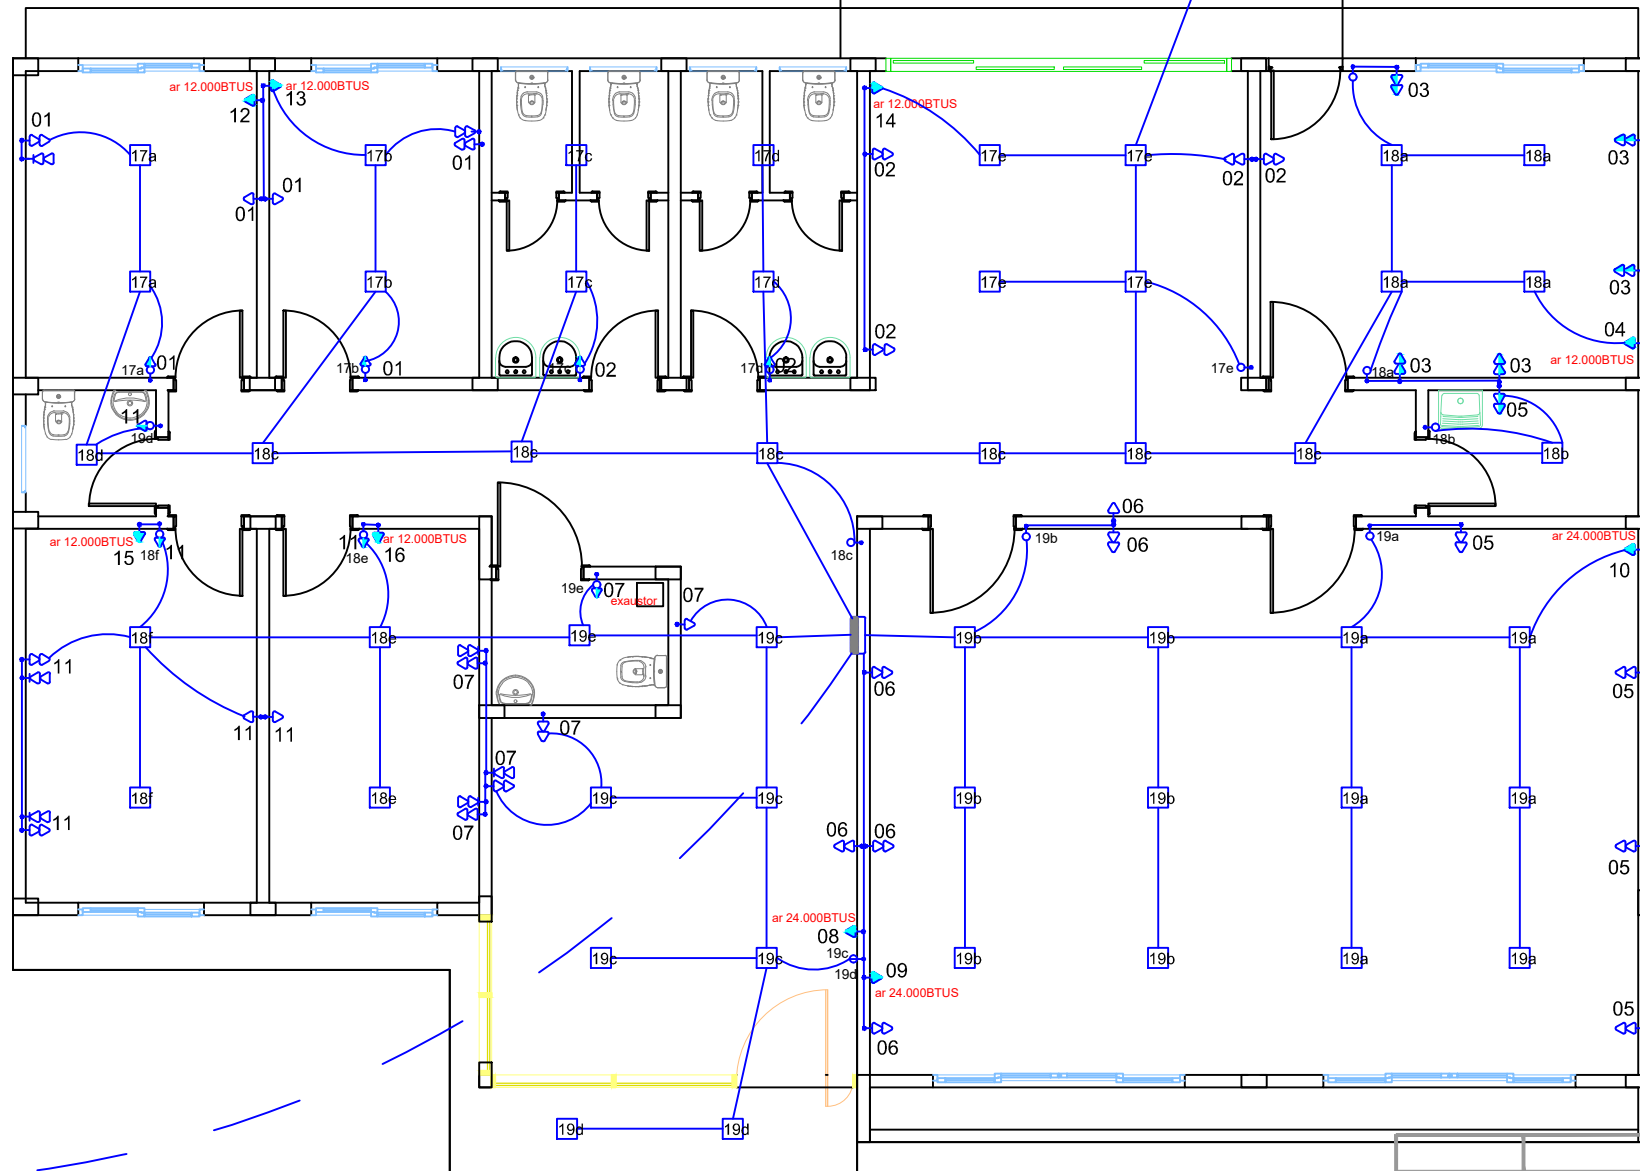 ar 12.000BTUS
12
13
ar 12.000BTUS
ar 12.000BTUS
14
03
01
01
02
03
17a
17b
17c
17d
17e
17e
02
02
18a
18a
01
01
17a
17b
17c
17d
17e
17e
18a
18a
03
04
02
ar 12.000BTUS
17a
01
17b
01
02
17d
02
17e
18a
03
03
11
19d
05
18b
18d
18c
18c
18c
18c
18c
18c
18b
ar 12.000BTUS
15
18f
11
11
18e
16
ar 12.000BTUS
18c
19b
06
06
19a
05
ar 24.000BTUS
10
19e
07
exaustor
07
18f
18e
19e
19c
19b
19b
19a
19a
11
07
06
05
11
11
07
07
18f
18e
19c
19c
19b
19b
19a
19a
11
07
06
06
05
ar 24.000BTUS
08
19c
19d
09
ar 24.000BTUS
19c
19c
19b
19b
19a
19a
06
05
19d
19d